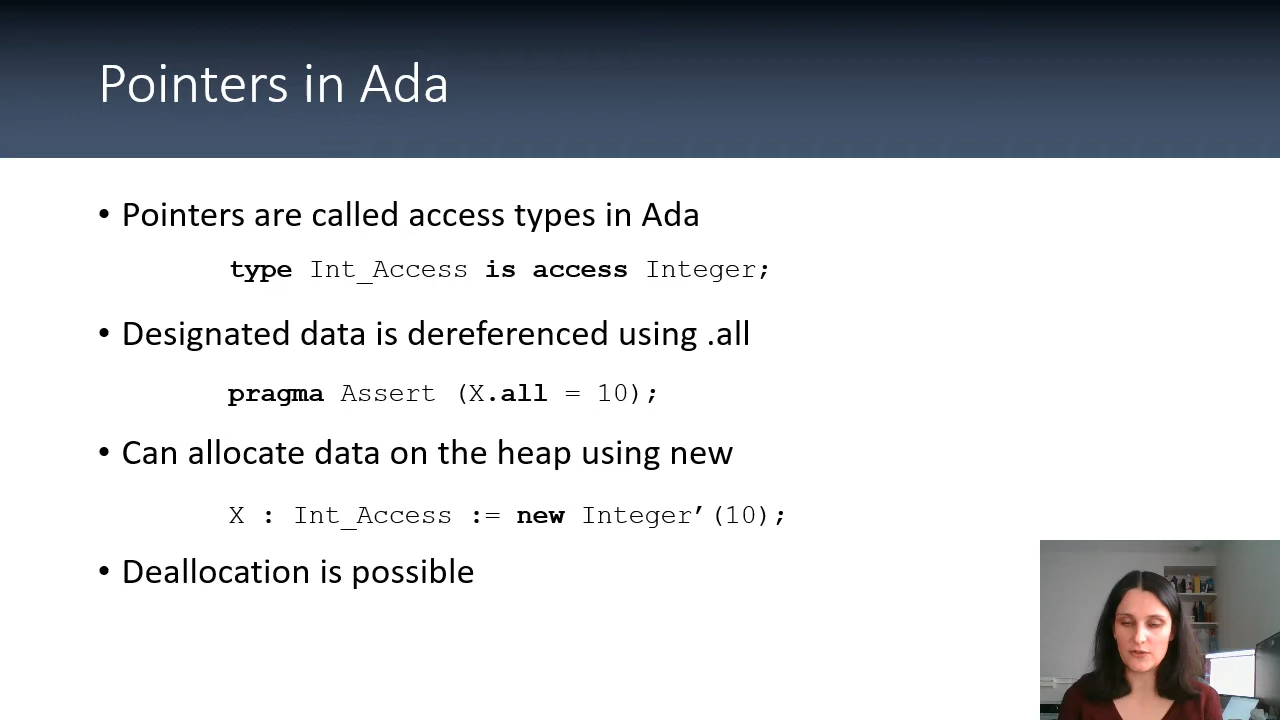 Pointers in Ada
• Pointers are called access types in Ada
type Int_Access is access Integer;
• Designated data is dereferenced using .all
pragma Assert (X.all = 10);
• Can allocate data on the heap using new
X : Int_Access := new Integer’(10);
• Deallocation is possible